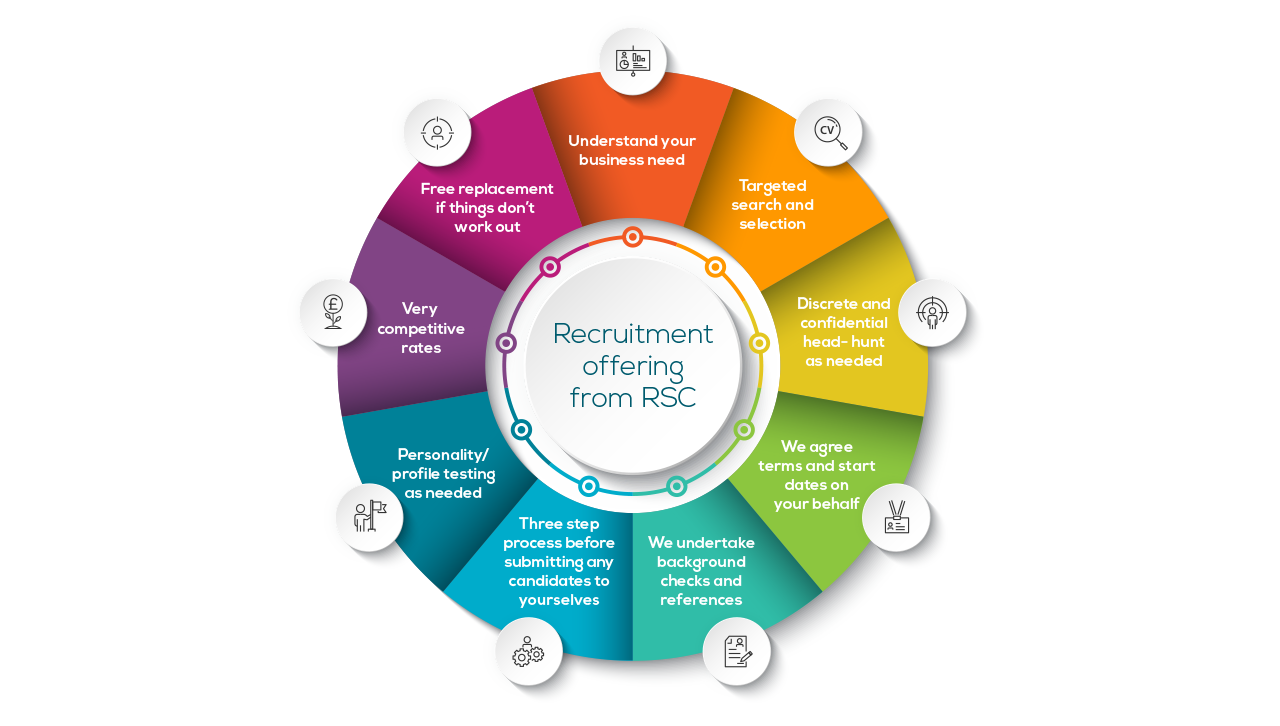 Understand your
business need
CV
Targeted
search and
selection
Discrete and
confidential
head- hunt
as needed
We agree
terms and start
dates on
your behalf
We undertake
background
checks and
references
Three step
process before
submitting any
candidates to
yourselves
Personality/
profile testing
as needed
£
Very
competitive
rates
Free replacement
if things don't
work out
Recruitment
offering
from RSC